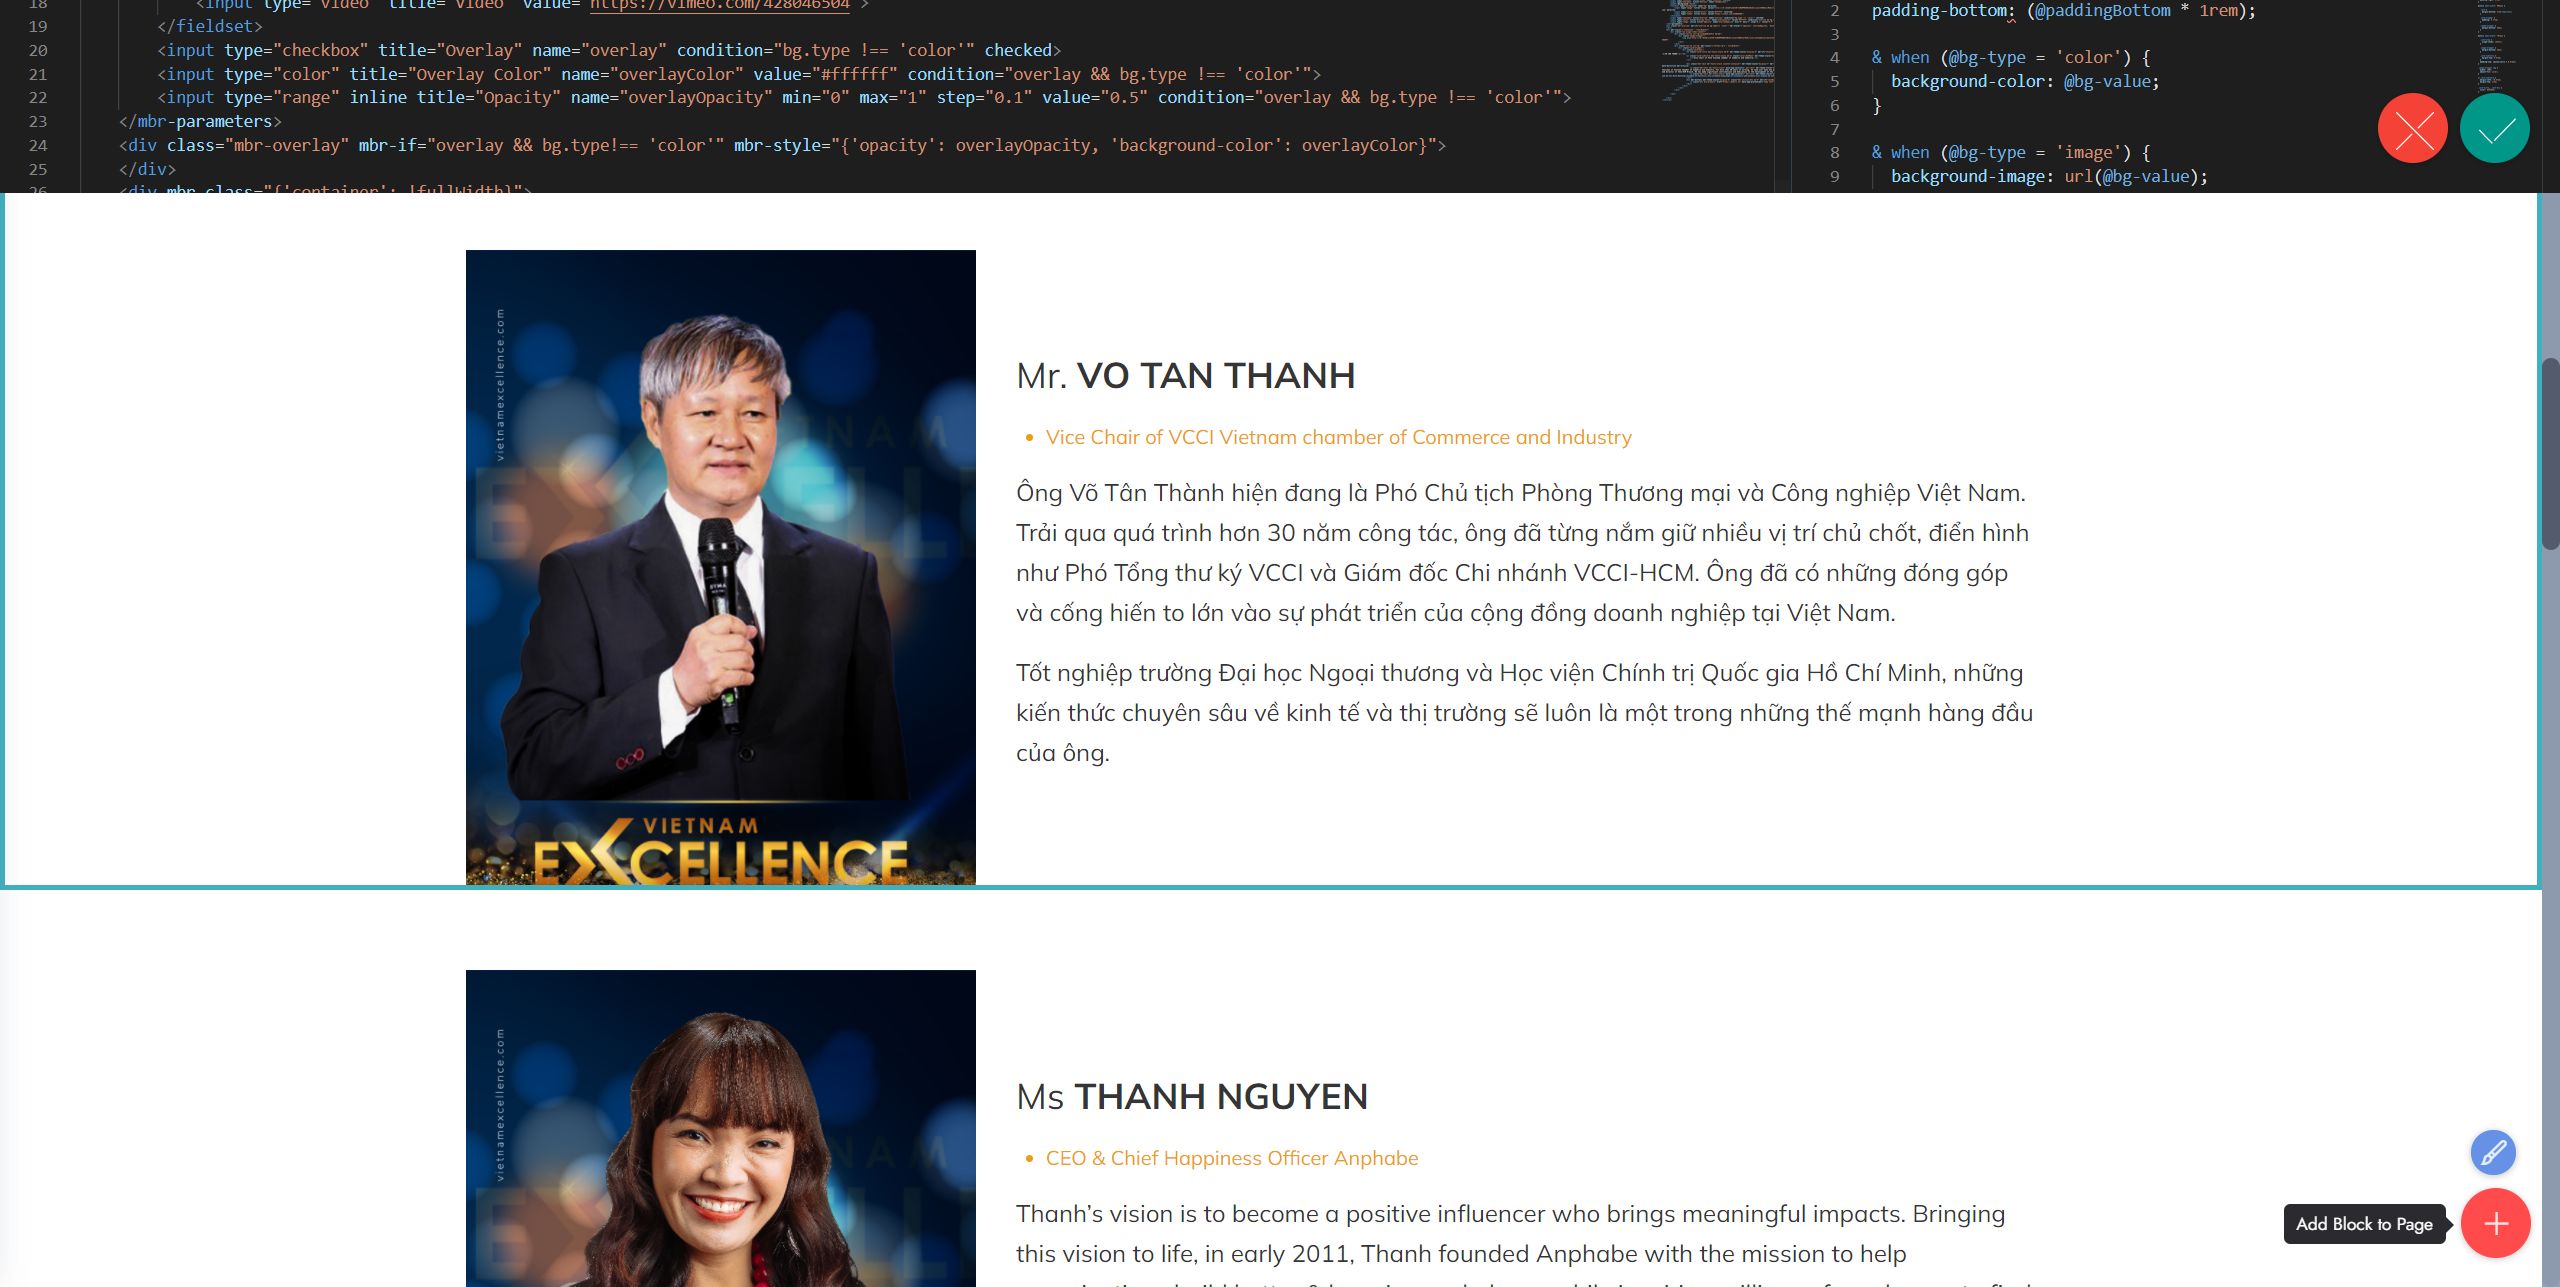 18 <input type="video" title="Video" value="https://vimeo.com/428046504">
19 </fieldset>
20 <input type="checkbox" title="Overlay" name="overlay" condition="bg.type !== 'color'" checked>
21 <input type="color" title="Overlay Color" name="overlayColor" value="#ffffff" condition="overlay && bg.type !== 'color'">
22 <input type="range" inline title="Opacity" name="overlayOpacity" min="0" max="1" step="0.1" value="0.5" condition="overlay && bg.type !== 'color'">
23 </mbr-parameters>
24 <div class="mbr-overlay" mbr-if="overlay && bg.type!== 'color'" mbr-style="{'opacity': overlayOpacity, 'background-color': overlayColor}">
25 </div>
26 <div mbr-class="{'container': !fullWidth}">
2 padding-bottom: (@paddingBottom * 1rem);
3
4 & when (@bg-type = 'color') {
5 background-color: @bg-value;
6 }
7
8 & when (@bg-type = 'image') {
9 background-image: url(@bg-value);
vietnamexcellence.com
VIETNAM
EXCELLENCE
Mr. VO TAN THANH
• Vice Chair of VCCI Vietnam chamber of Commerce and Industry
Ông Võ Tân Thành hiện đang là Phó Chủ tịch Phòng Thương mại và Công nghiệp Việt Nam.
Trải qua quá trình hơn 30 năm công tác, ông đã từng nắm giữ nhiều vị trí chủ chốt, điển hình
như Phó Tổng thư ký VCCI và Giám đốc Chi nhánh VCCI-HCM. Ông đã có những đóng góp
và cống hiến to lớn vào sự phát triển của cộng đồng doanh nghiệp tại Việt Nam.
Tốt nghiệp trường Đại học Ngoại thương và Học viện Chính trị Quốc gia Hồ Chí Minh, những
kiến thức chuyên sâu về kinh tế và thị trường sẽ luôn là một trong những thế mạnh hàng đầu
của ông.
vietnamexcellence.com
Ms THANH NGUYEN
• CEO & Chief Happiness Officer Anphabe
Thanh’s vision is to become a positive influencer who brings meaningful impacts. Bringing
this vision to life, in early 2011, Thanh founded Anphabe with the mission to help
Add Block to Page